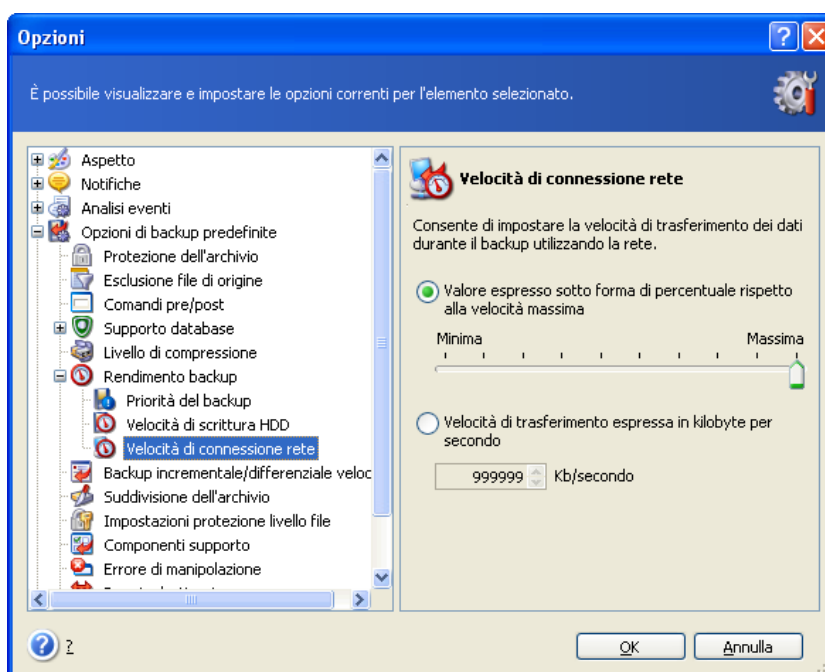 Opzioni
È possibile visualizzare e impostare le opzioni correnti per l'elemento selezionato.
Aspetto
Notifiche
Analisi eventi
Opzioni di backup predefinite
Protezione dell'archivio
Esclusione file di origine
Comandi pre/post
Supporto database
Livello di compressione
Rendimento backup
Priorità del backup
Velocità di scrittura HDD
Velocità di connessione rete
Backup incrementale/differenziale veloc
Suddivisione dell'archivio
Impostazioni protezione livello file
Componenti supporto
Errore di manipolazione
Velocità di connessione rete
Consente di impostare la velocità di trasferimento dei dati
durante il backup utilizzando la rete.
Valore espresso sotto forma di percentuale rispetto
alla velocità massima
Minima Massima
Velocità di trasferimento espressa in kilobyte per
secondo
999999 Kb/secondo
?
OK Annulla